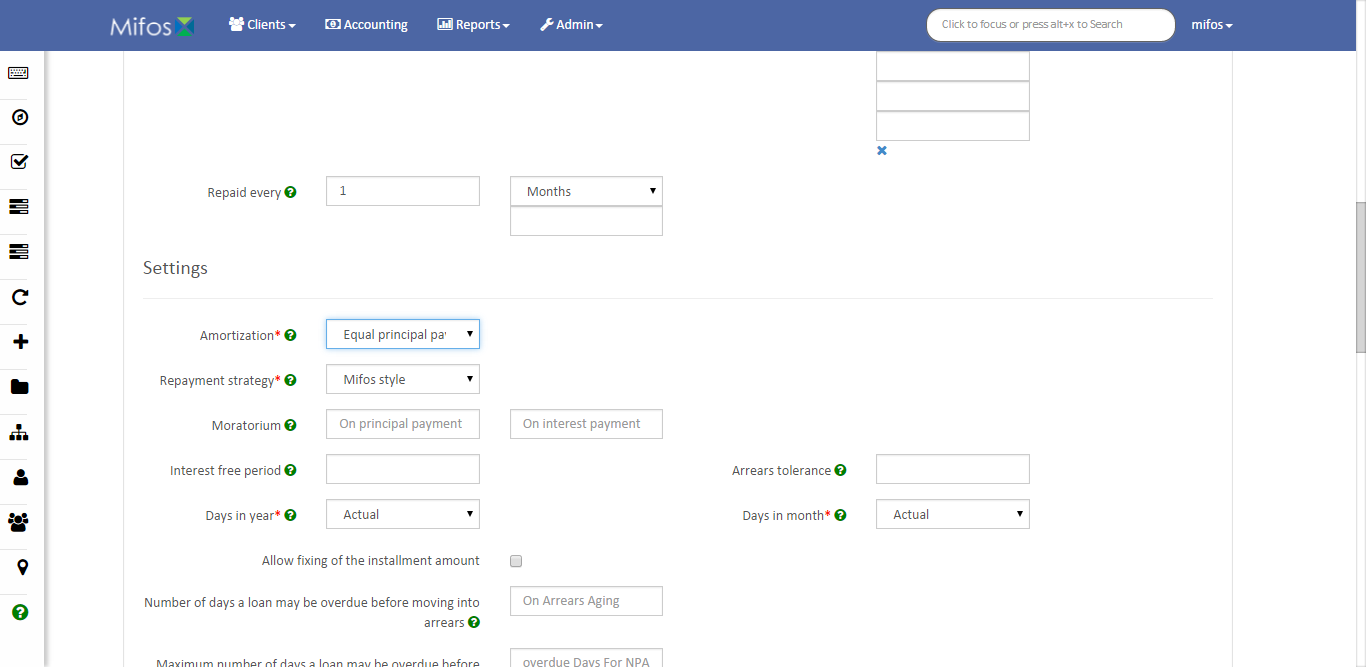 Mifos Clients Accounting Reports Admin Click to focus or press alt+x to Search mifos
Repaid every 1 Months
Settings
Amortization* Equal principal pa
Repayment strategy* Mifos style
Moratorium On principal payment On interest payment
Interest free period Arrears tolerance
Days in year* Actual Days in month* Actual
Allow fixing of the installment amount
Number of days a loan may be overdue before moving into
arrears On Arrears Aging
Maximum number of days a loan may be overdue before overdue Days For NPA